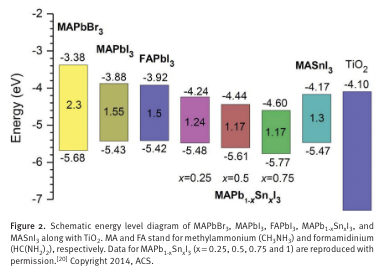 -2
-3
-4
-5
-6
-7
Energy (eV)
MAPbBr₃
-3.38
2.3
-5.68
MAPbI₃
-3.88
1.55
-5.43
FAPbI₃
-3.92
1.5
-5.42
-4.24
1.24
-5.48
x=0.25
-4.44
1.17
-5.61
x=0.5
-4.60
1.17
-5.77
x=0.75
MAPb₁₋ₓSnₓI₃
MASnI₃
-4.17
1.3
-5.47
TiO₂
-4.10
Figure 2. Schematic energy level diagram of MAPbBr₃, MAPbI₃, FAPbI₃, MAPb₁₋ₓSnₓI₃, and
MASnI₃ along with TiO₂. MA and FA stand for methylammonium (CH₃NH₃) and formamidinium
(HC(NH₂)₂), respectively. Data for MAPb₁₋ₓSnₓI₃ (x = 0.25, 0.5, 0.75 and 1) are reproduced with
permission.[20] Copyright 2014, ACS.